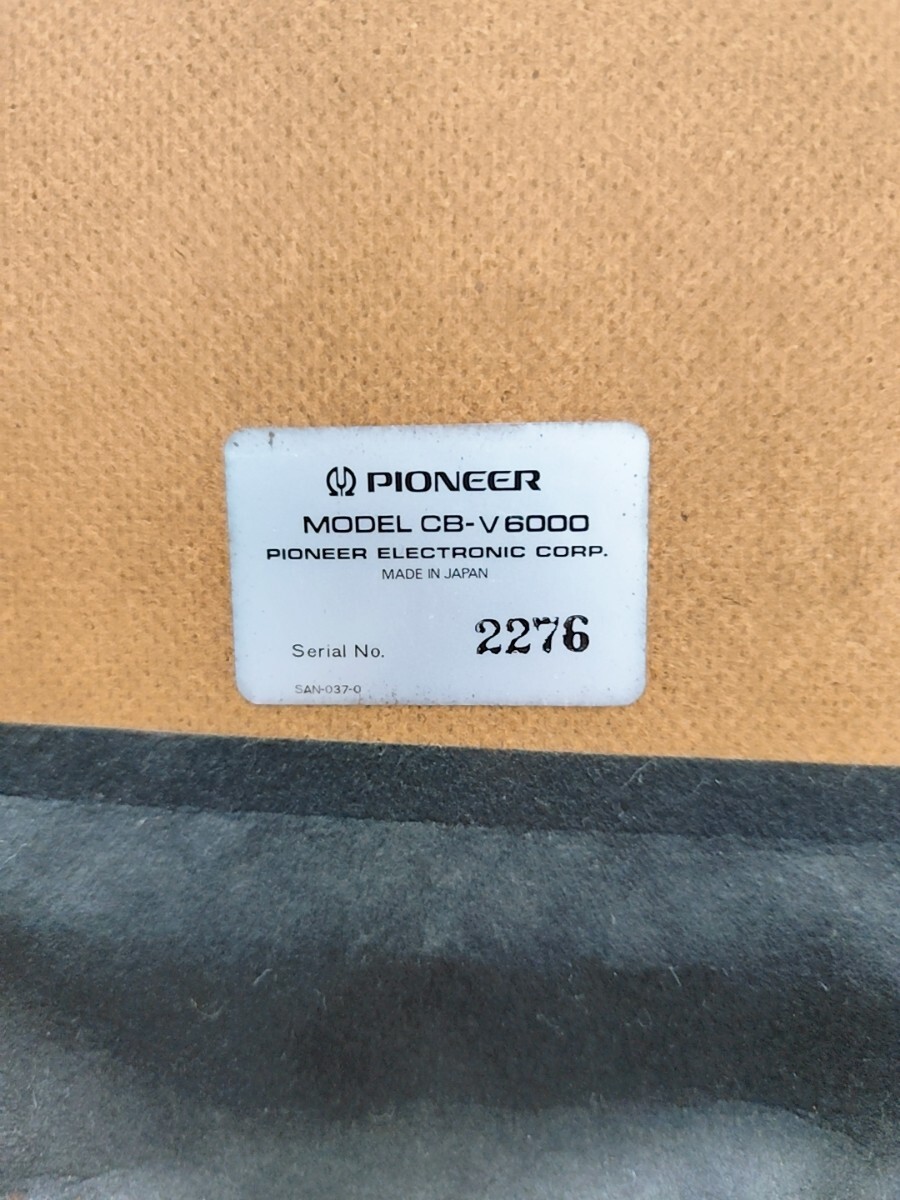 PIONEER
MODEL CB-V6000
PIONEER ELECTRONIC CORP.
MADE IN JAPAN
Serial No. 2276
SAN-037-0